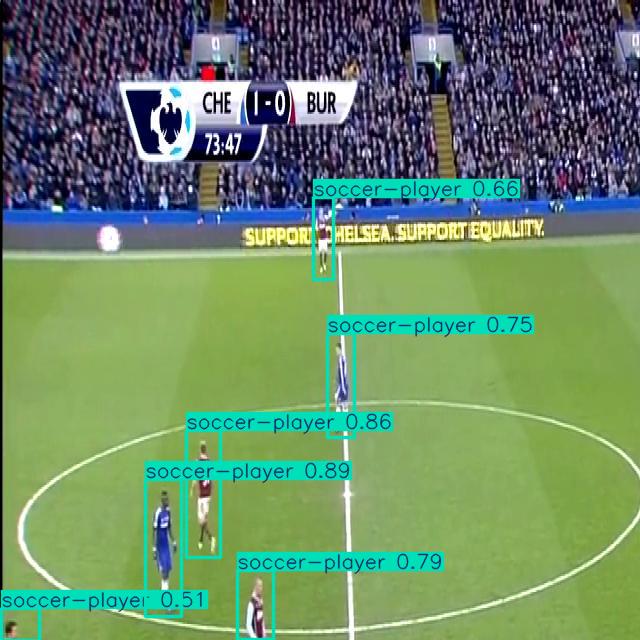 CHE 1-0 BUR
73:47
soccer-player 0.66
SUPPORT CHELSEA. SUPPORT EQUALITY.
soccer-player 0.75
soccer-player 0.86
soccer-player 0.89
soccer-player 0.79
soccer-player 0.51